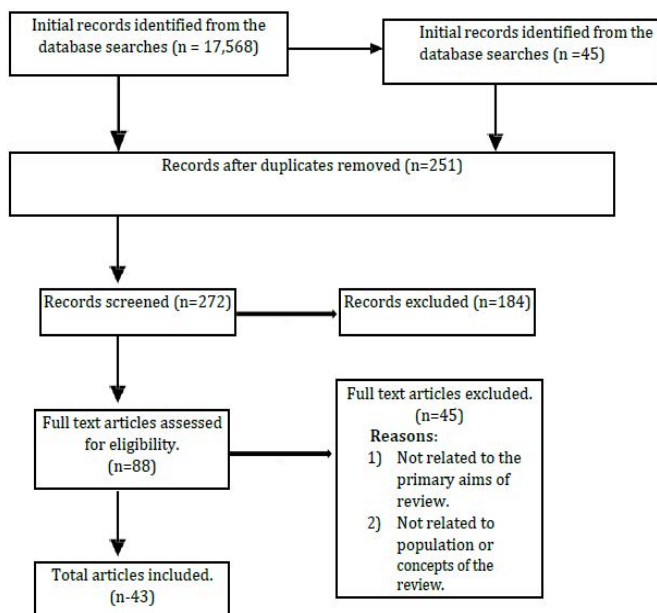 Initial records identified from the
database searches (n = 17,568)
Initial records identified from the
database searches (n =45)
Records after duplicates removed (n=251)
Records screened (n=272)
Records excluded (n=184)
Full text articles assessed
for eligibility.
(n=88)
Full text articles excluded.
(n=45)
Reasons:
1) Not related to the
primary aims of
review.
2) Not related to
population or
concepts of the
review.
Total articles included.
(n-43)